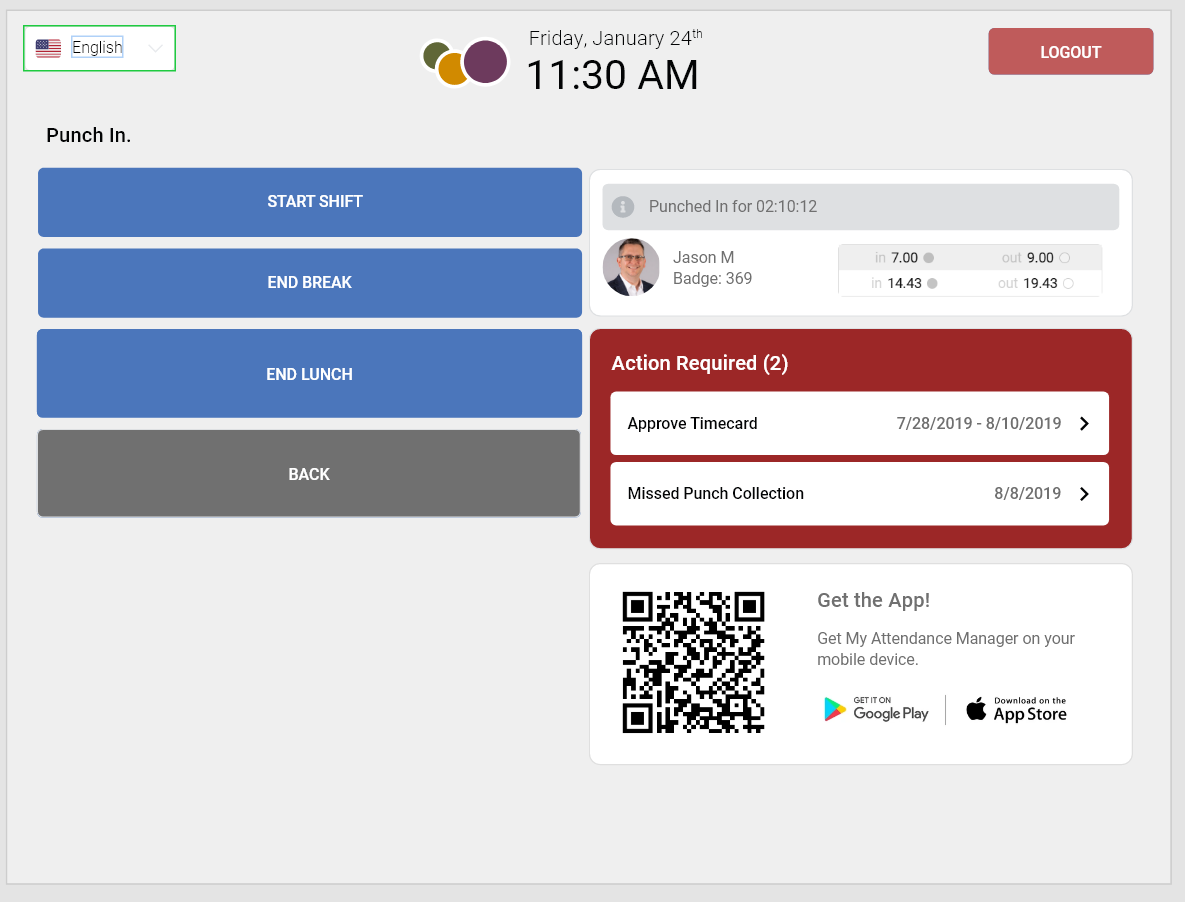 English
Friday, January 24th
11:30 AM
LOGOUT
Punch In.
START SHIFT
END BREAK
END LUNCH
BACK
Punched In for 02:10:12
Jason M
Badge: 369
in 7.00 out 9.00
in 14.43 out 19.43
Action Required (2)
Approve Timecard 7/28/2019 - 8/10/2019
Missed Punch Collection 8/8/2019
Get the App!
Get My Attendance Manager on your
mobile device.
GET IT ON
Google Play
Download on the
App Store